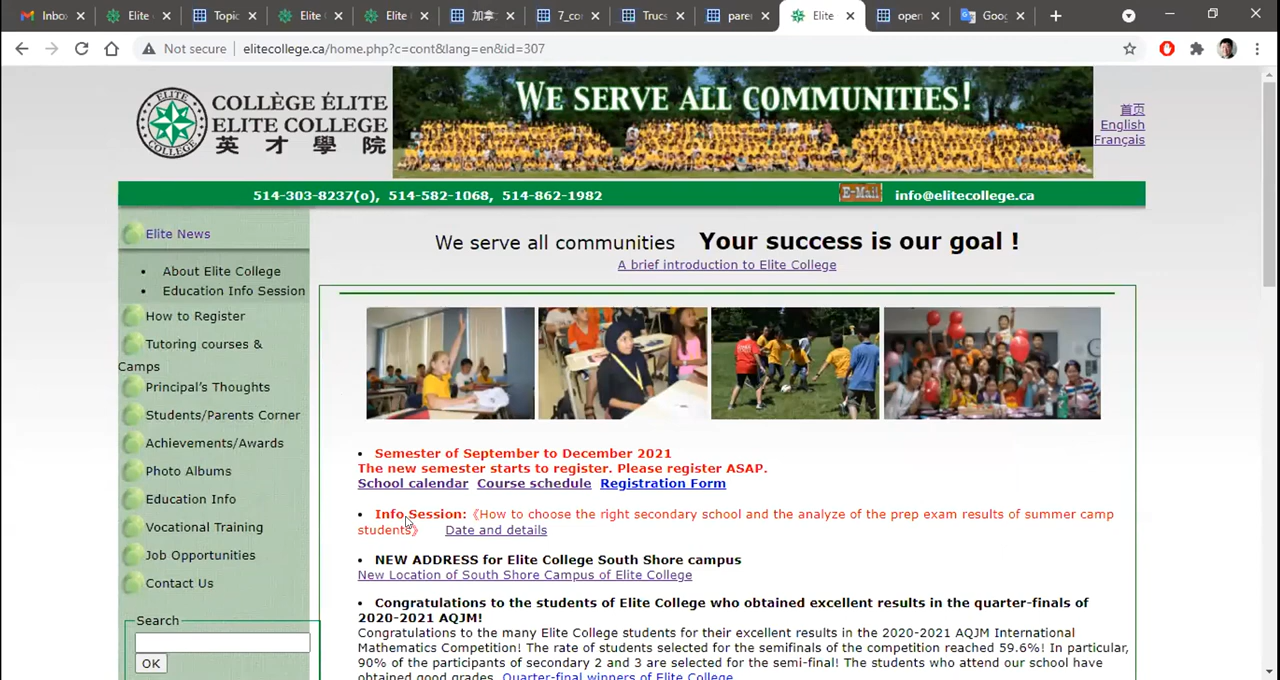 Inbox
Elite
Topic
Elite
Elite
加拿
7_co
Trucs
pare
Elite
open
Goo
Not secure
elitecollege.ca/home.php?c=cont&lang=en&id=307
COLLÈGE ÉLITE
ELITE COLLEGE
英才學院
ELITE
COLLEGE
WE SERVE ALL COMMUNITIES!
首页
English
Français
514-303-8237(o), 514-582-1068, 514-862-1982
E-Mail
info@elitecollege.ca
Elite News
• About Elite College
• Education Info Session
How to Register
Tutoring courses &
Camps
Principal's Thoughts
Students/Parents Corner
Achievements/Awards
Photo Albums
Education Info
Vocational Training
Job Opportunities
Contact Us
Search
OK
We serve all communities Your success is our goal !
A brief introduction to Elite College
• Semester of September to December 2021
The new semester starts to register. Please register ASAP.
School calendar Course schedule Registration Form
• Info Session: 《How to choose the right secondary school and the analyze of the prep exam results of summer camp
students》 Date and details
• NEW ADDRESS for Elite College South Shore campus
New Location of South Shore Campus of Elite College
• Congratulations to the students of Elite College who obtained excellent results in the quarter-finals of
2020-2021 AQJM!
Congratulations to the many Elite College students for their excellent results in the 2020-2021 AQJM International
Mathematics Competition! The rate of students selected for the semifinals of the competition reached 59.6%! In particular,
90% of the participants of secondary 2 and 3 are selected for the semi-final! The students who attend our school have
obtained good grades. Quarter-final winners of Elite College